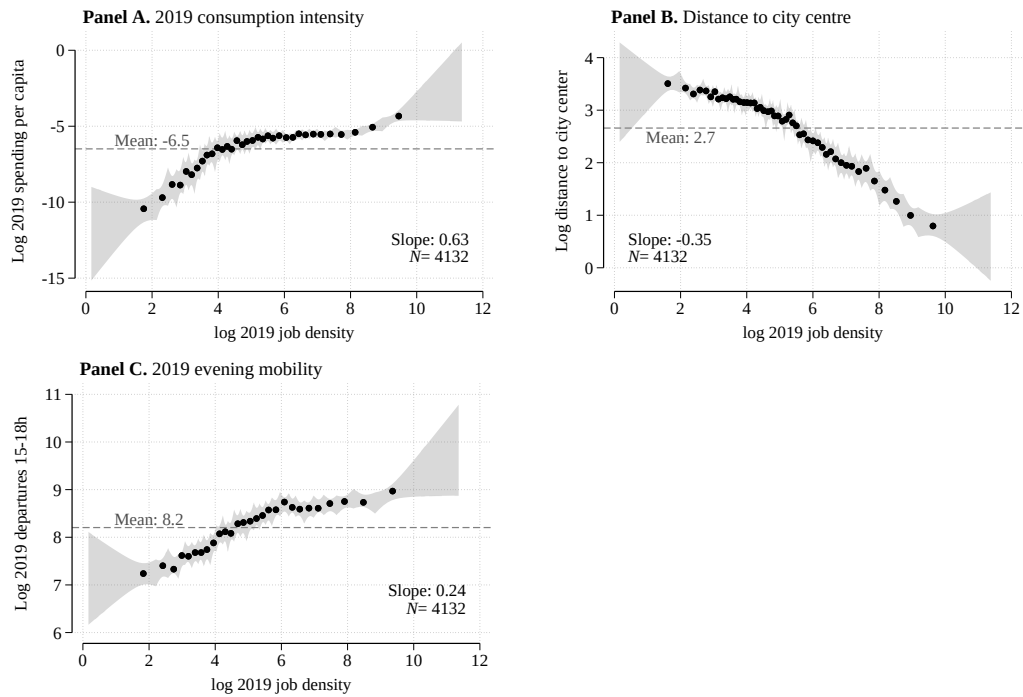 Panel A. 2019 consumption intensity
Log 2019 spending per capita
0
-5
-10
-15
Mean: -6.5
Slope: 0.63
N= 4132
0 2 4 6 8 10 12
log 2019 job density
Panel B. Distance to city centre
Log distance to city center
4
3
2
1
0
Mean: 2.7
Slope: -0.35
N= 4132
0 2 4 6 8 10 12
log 2019 job density
Panel C. 2019 evening mobility
Log 2019 departures 15-18h
11
10
9
8
7
6
Mean: 8.2
Slope: 0.24
N= 4132
0 2 4 6 8 10 12
log 2019 job density